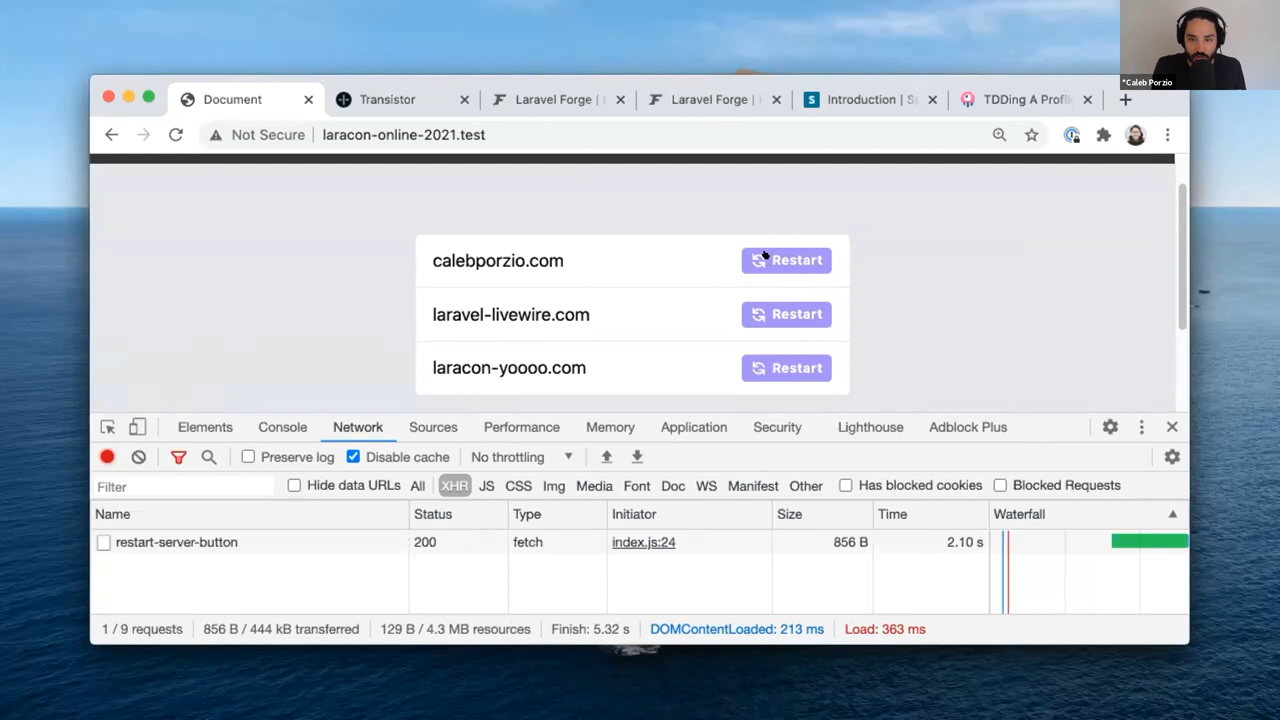 *Caleb Porzio
Document
Transistor
Laravel Forge |
Laravel Forge |
Introduction | S
TDDing A Profil
Not Secure
laracon-online-2021.test
calebporzio.com
Restart
laravel-livewire.com
Restart
laracon-yoooo.com
Restart
Elements
Console
Network
Sources
Performance
Memory
Application
Security
Lighthouse
Adblock Plus
Preserve log
Disable cache
No throttling
Filter
Hide data URLs
All
XHR
JS
CSS
Img
Media
Font
Doc
WS
Manifest
Other
Has blocked cookies
Blocked Requests
Name
Status
Type
Initiator
Size
Time
Waterfall
restart-server-button
200
fetch
index.js:24
856 B
2.10 s
1 / 9 requests
856 B / 444 kB transferred
129 B / 4.3 MB resources
Finish: 5.32 s
DOMContentLoaded: 213 ms
Load: 363 ms